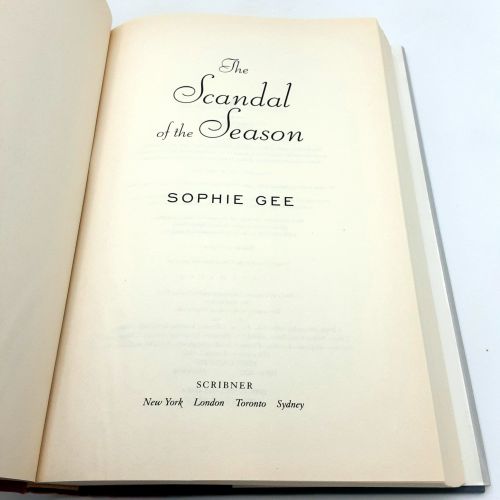 The
Scandal
of the Season
SOPHIE GEE
SCRIBNER
New York London Toronto Sydney